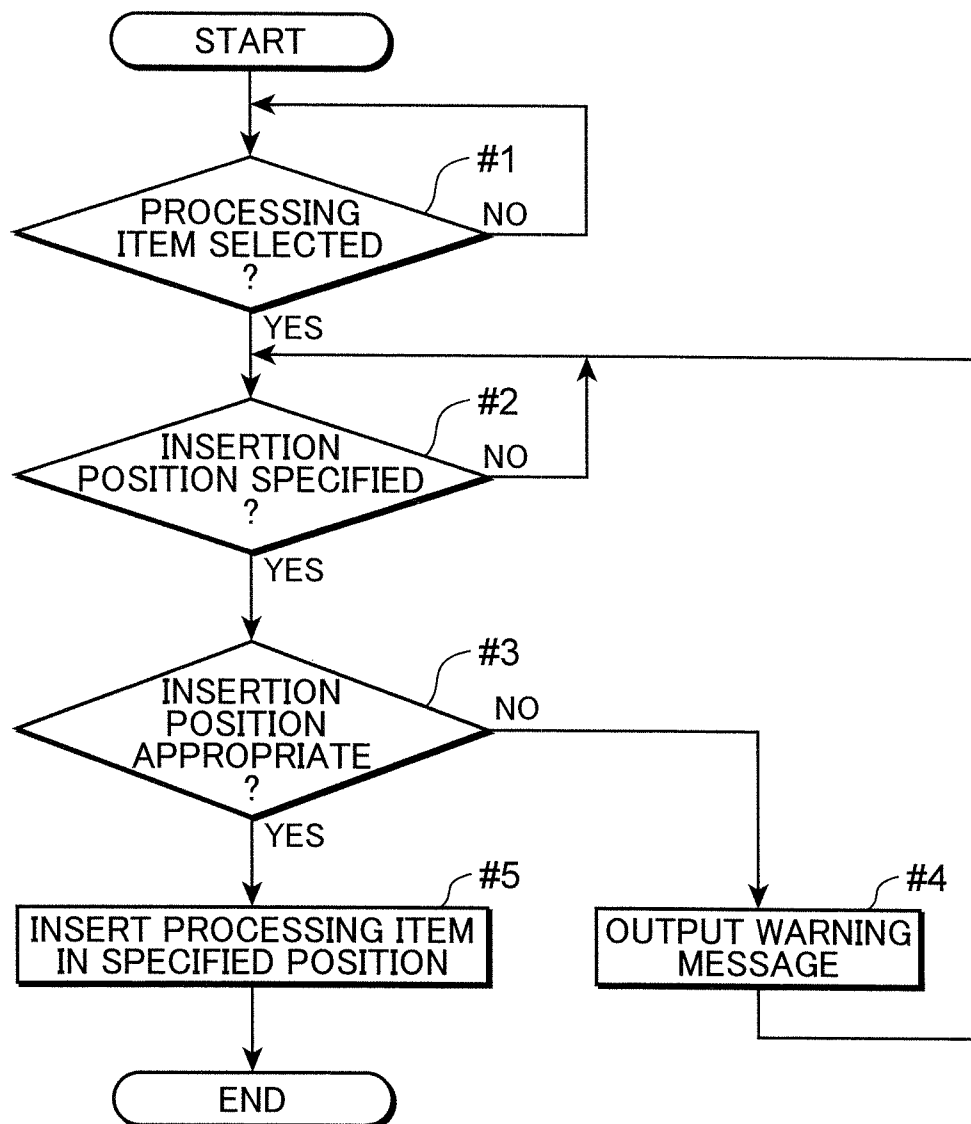 START
#1
PROCESSING
ITEM SELECTED
?
NO
YES
#2
INSERTION
POSITION SPECIFIED
?
NO
YES
#3
INSERTION
POSITION
APPROPRIATE
?
NO
YES
#5
INSERT PROCESSING ITEM
IN SPECIFIED POSITION
#4
OUTPUT WARNING
MESSAGE
END